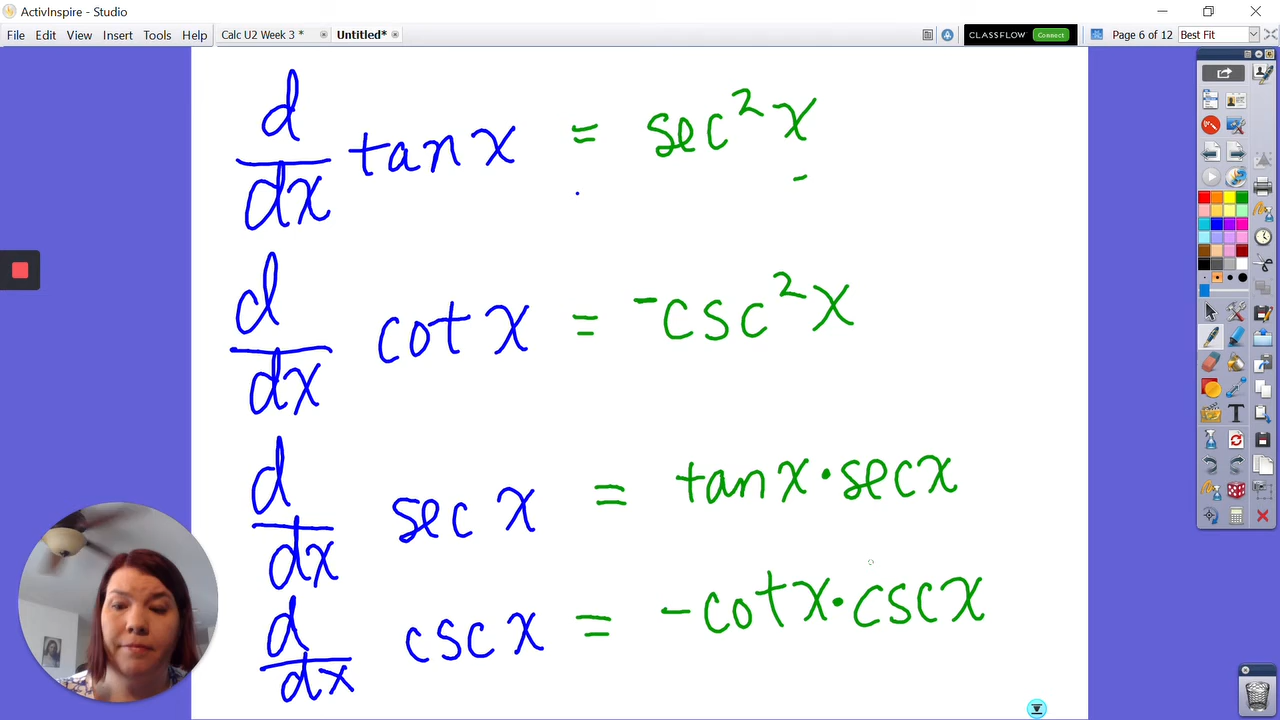 ActivInspire - Studio
File Edit View Insert Tools Help Calc U2 Week 3 * Untitled* CLASSFLOW Connect Page 6 of 12 Best Fit
d/dx tan x = sec²x
d/dx cot x = -csc²x
d/dx sec x = tan x · sec x
d/dx csc x = -cot x · csc x